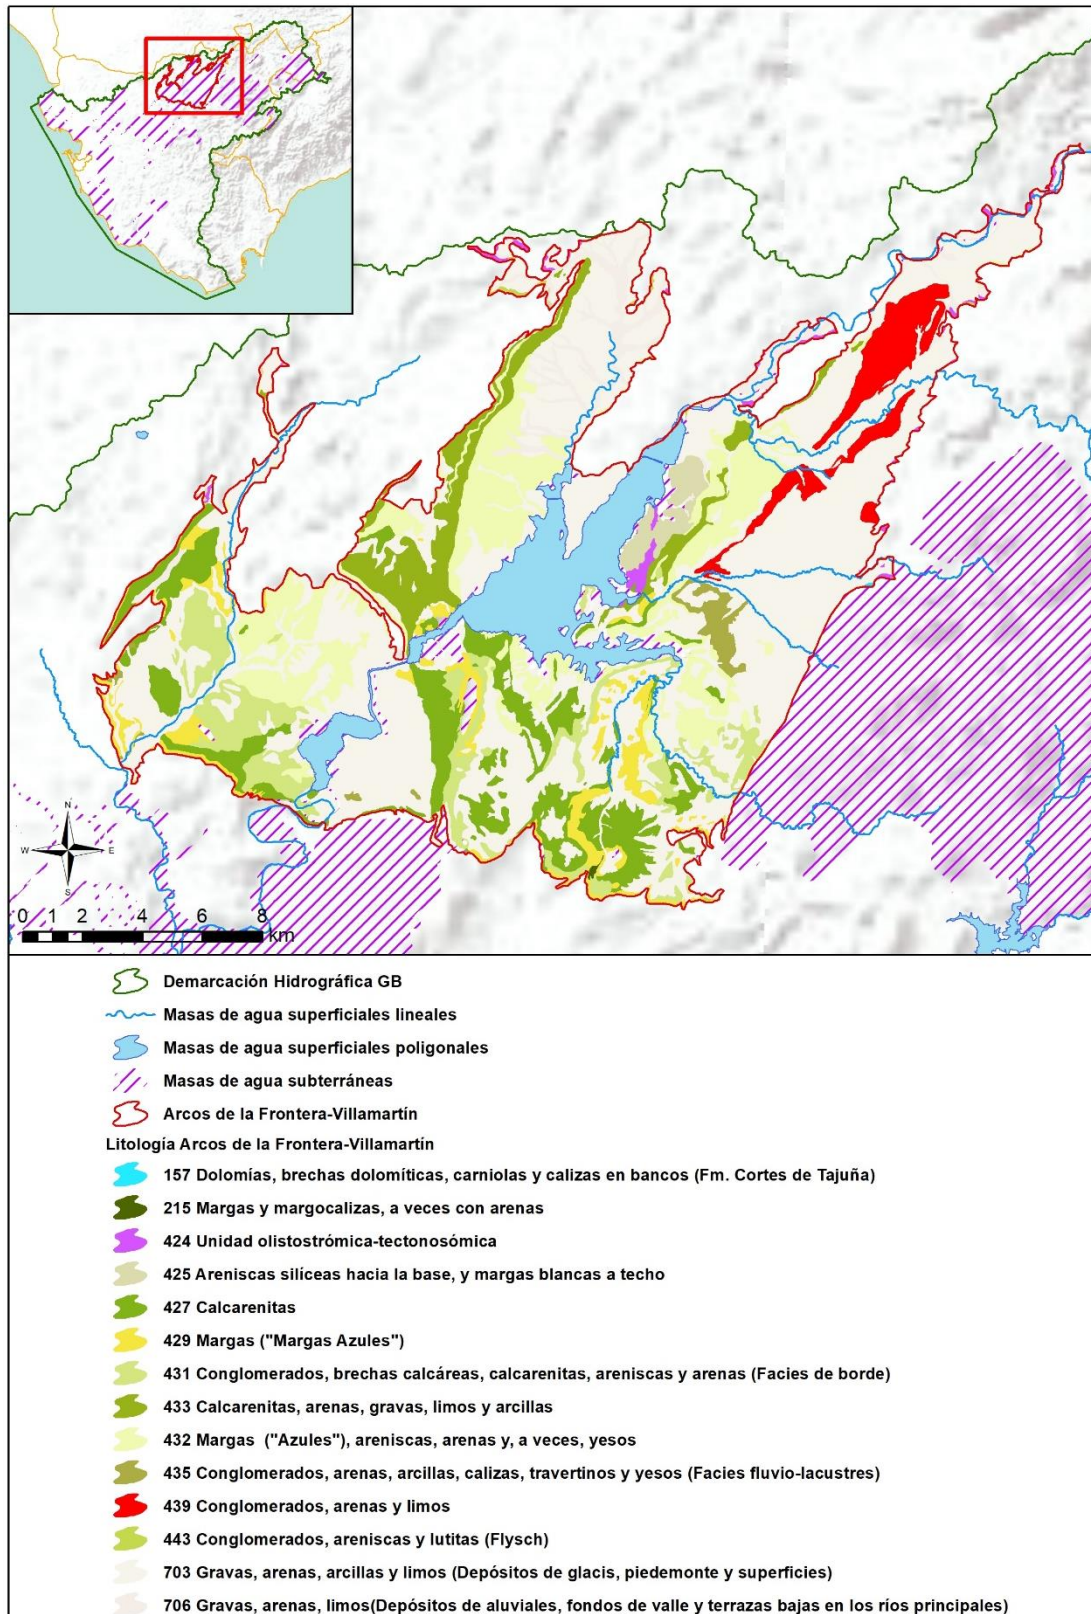 N
W
E
S
0 1 2 4 6 8
km
Demarcación Hidrográfica GB
Masas de agua superficiales lineales
Masas de agua superficiales poligonales
Masas de agua subterráneas
Arcos de la Frontera-Villamartín
Litología Arcos de la Frontera-Villamartín
157 Dolomías, brechas dolomíticas, carniolas y calizas en bancos (Fm. Cortes de Tajuña)
215 Margas y margocalizas, a veces con arenas
424 Unidad olistostrómica-tectonosómica
425 Areniscas silíceas hacia la base, y margas blancas a techo
427 Calcarenitas
429 Margas ("Margas Azules")
431 Conglomerados, brechas calcáreas, calcarenitas, areniscas y arenas (Facies de borde)
433 Calcarenitas, arenas, gravas, limos y arcillas
432 Margas ("Azules"), areniscas, arenas y, a veces, yesos
435 Conglomerados, arenas, arcillas, calizas, travertinos y yesos (Facies fluvio-lacustres)
439 Conglomerados, arenas y limos
443 Conglomerados, areniscas y lutitas (Flysch)
703 Gravas, arenas, arcillas y limos (Depósitos de glacis, piedemonte y superficies)
706 Gravas, arenas, limos(Depósitos de aluviales, fondos de valle y terrazas bajas en los ríos principales)